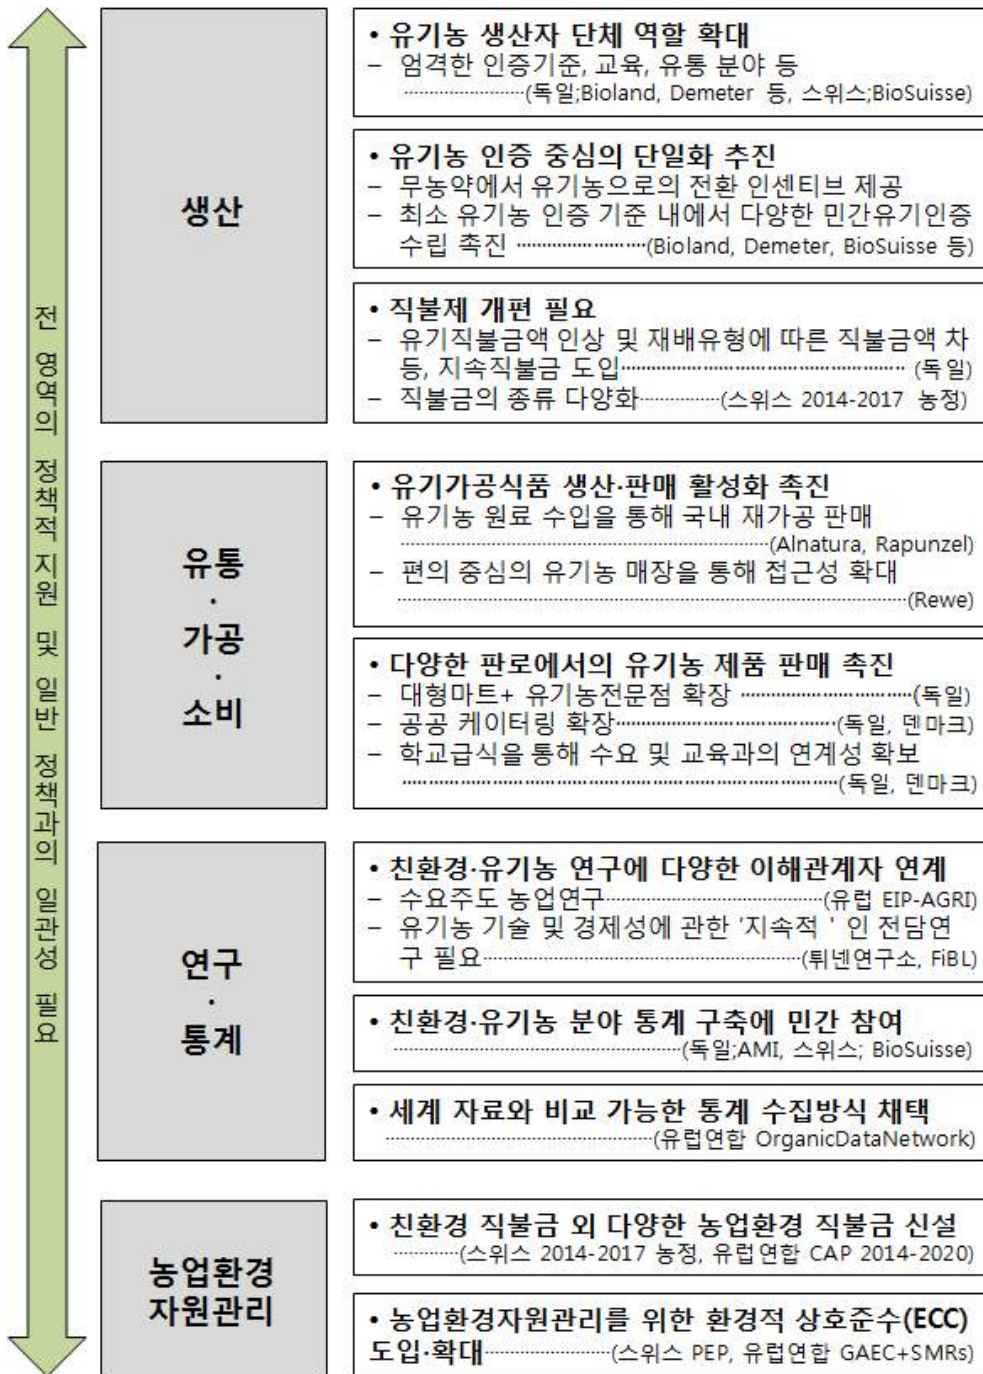 전 영역의 정책적 지원 및 일반 정책과의 일관성 필요
생산
• 유기농 생산자 단체 역할 확대
– 엄격한 인증기준, 교육, 유통 분야 등
(독일;Bioland, Demeter 등, 스위스;BioSuisse)
• 유기농 인증 중심의 단일화 추진
– 무농약에서 유기농으로의 전환 인센티브 제공
– 최소 유기농 인증 기준 내에서 다양한 민간유기인증
수립 촉진 (Bioland, Demeter, BioSuisse 등)
• 직불제 개편 필요
– 유기직불금액 인상 및 재배유형에 따른 직불금액 차
등, 지속직불금 도입 (독일)
– 직불금의 종류 다양화 (스위스 2014-2017 농정)
유통
·
가공
·
소비
• 유기가공식품 생산·판매 활성화 촉진
– 유기농 원료 수입을 통해 국내 재가공 판매
(Alnatura, Rapunzel)
– 편의 중심의 유기농 매장을 통해 접근성 확대
(Rewe)
• 다양한 판로에서의 유기농 제품 판매 촉진
– 대형마트+ 유기농전문점 확장 (독일)
– 공공 케이터링 확장 (독일, 덴마크)
– 학교급식을 통해 수요 및 교육과의 연계성 확보
(독일, 덴마크)
연구
·
통계
• 친환경·유기농 연구에 다양한 이해관계자 연계
– 수요주도 농업연구 (유럽 EIP-AGRI)
– 유기농 기술 및 경제성에 관한 '지속적 ' 인 전담연
구 필요 (튀넨연구소, FiBL)
• 친환경·유기농 분야 통계 구축에 민간 참여
(독일;AMI, 스위스; BioSuisse)
• 세계 자료와 비교 가능한 통계 수집방식 채택
(유럽연합 OrganicDataNetwork)
농업환경
자원관리
• 친환경 직불금 외 다양한 농업환경 직불금 신설
(스위스 2014-2017 농정, 유럽연합 CAP 2014-2020)
• 농업환경자원관리를 위한 환경적 상호준수(ECC)
도입·확대 (스위스 PEP, 유럽연합 GAEC+SMRs)